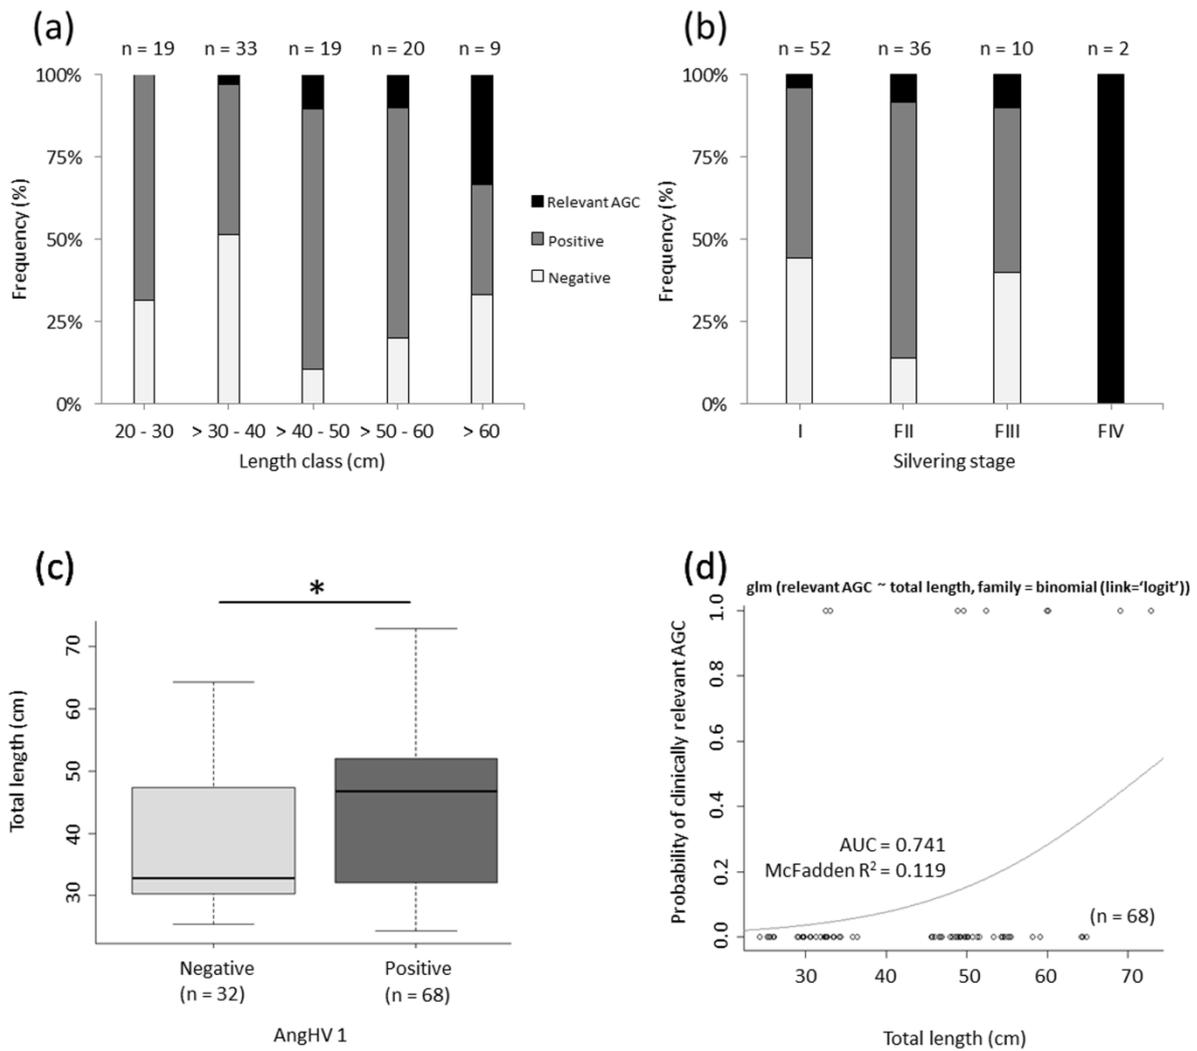 (a)
n = 19 n = 33 n = 19 n = 20 n = 9
100%
75%
50%
25%
0%
Frequency (%)
20 - 30 > 30 - 40 > 40 - 50 > 50 - 60 > 60
Length class (cm)
Relevant AGC
Positive
Negative
(b)
n = 52 n = 36 n = 10 n = 2
100%
75%
50%
25%
0%
Frequency (%)
I FII FIII FIV
Silvering stage
(c)
*
70
60
50
40
30
Total length (cm)
Negative Positive
(n = 32) (n = 68)
AngHV 1
(d)
glm (relevant AGC ~ total length, family = binomial (link=‘logit’))
1.0
0.8
0.6
0.4
0.2
0.0
Probability of clinically relevant AGC
AUC = 0.741
McFadden R² = 0.119
(n = 68)
30 40 50 60 70
Total length (cm)